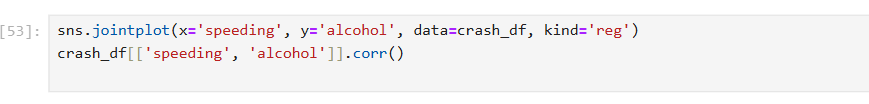 [53]: sns.jointplot(x='speeding', y='alcohol', data=crash_df, kind='reg')
crash_df[['speeding', 'alcohol']].corr()